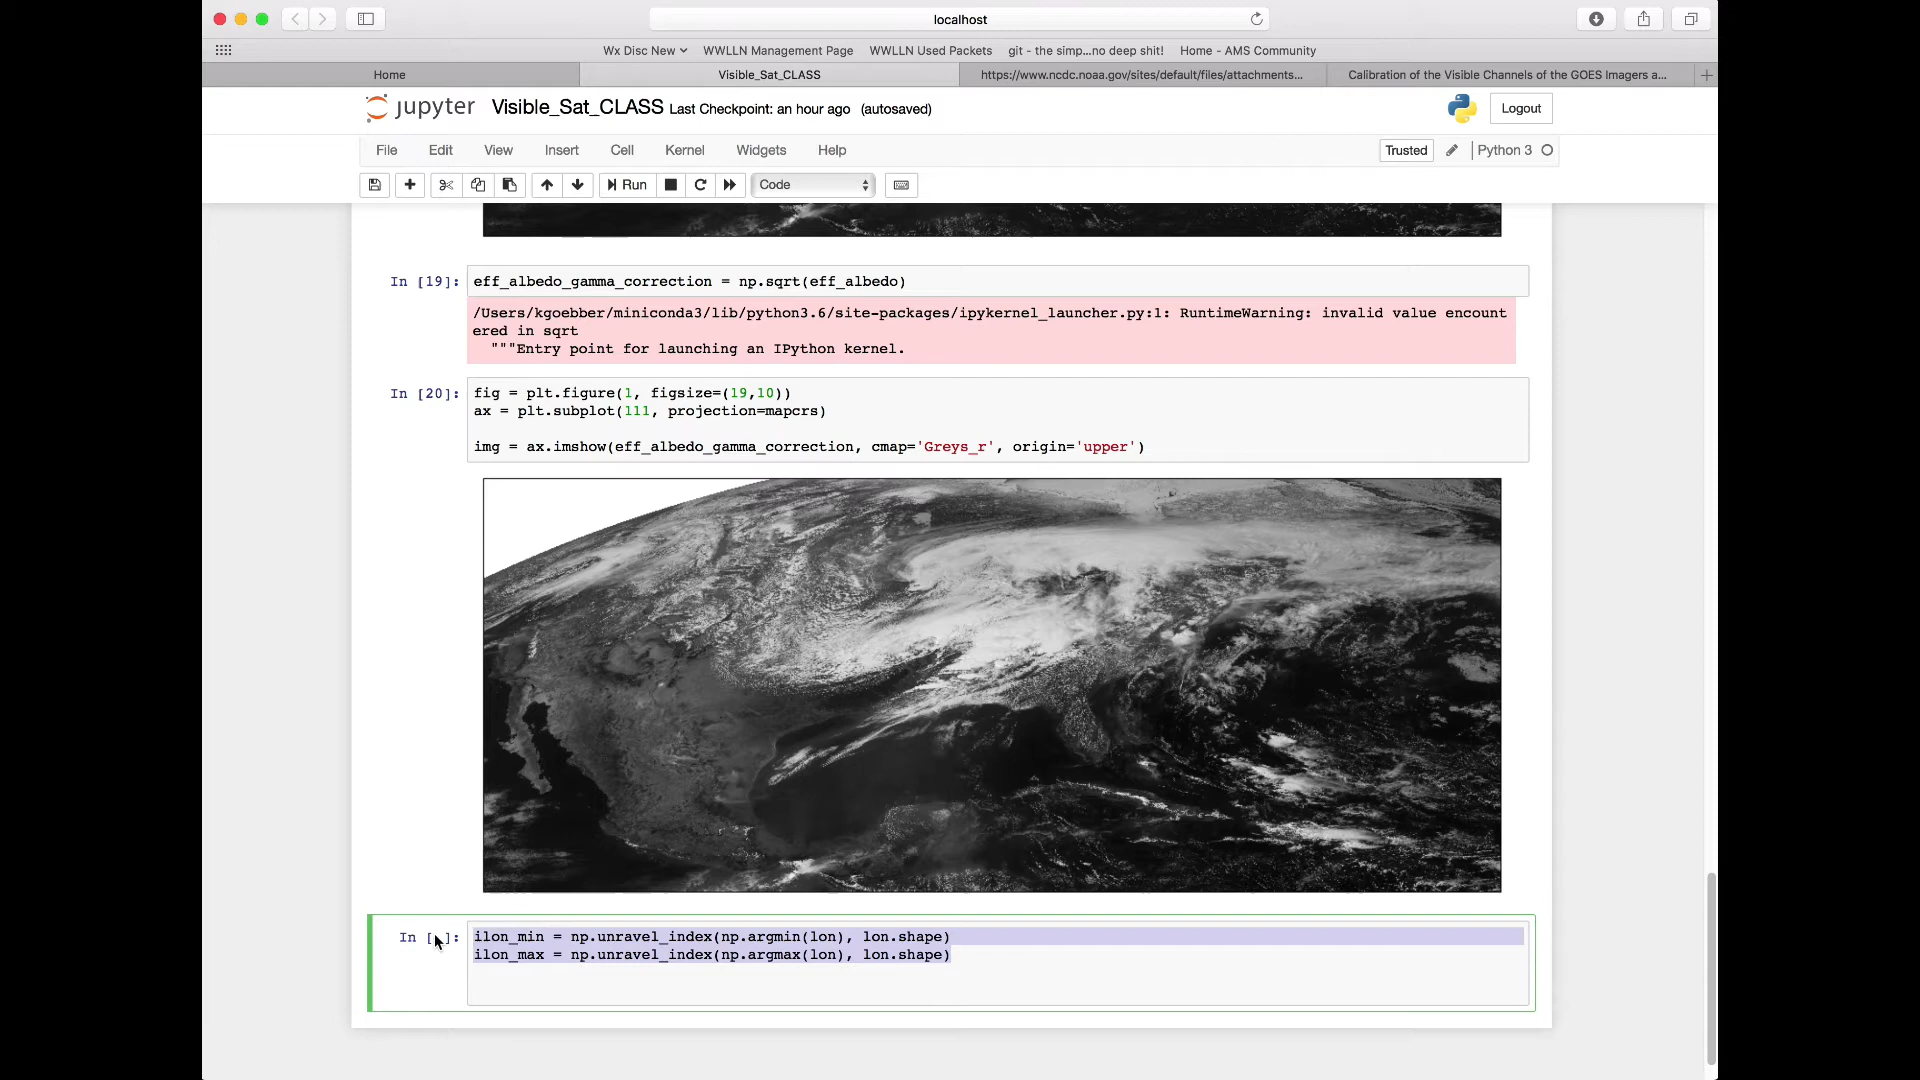 localhost
Wx Disc New WWLLN Management Page WWLLN Used Packets git - the simp...no deep shit! Home - AMS Community
Home Visible_Sat_CLASS https://www.ncdc.noaa.gov/sites/default/files/attachments... Calibration of the Visible Channels of the GOES Imagers a... +
jupyter Visible_Sat_CLASS Last Checkpoint: an hour ago (autosaved) Logout
File Edit View Insert Cell Kernel Widgets Help Trusted Python 3
Run Code
In [19]: eff_albedo_gamma_correction = np.sqrt(eff_albedo)
/Users/kgoebber/miniconda3/lib/python3.6/site-packages/ipykernel_launcher.py:1: RuntimeWarning: invalid value encount
ered in sqrt
"""Entry point for launching an IPython kernel.
In [20]: fig = plt.figure(1, figsize=(19,10))
ax = plt.subplot(111, projection=mapcrs)
img = ax.imshow(eff_albedo_gamma_correction, cmap='Greys_r', origin='upper')
In [ ]: ilon_min = np.unravel_index(np.argmin(lon), lon.shape)
ilon_max = np.unravel_index(np.argmax(lon), lon.shape)